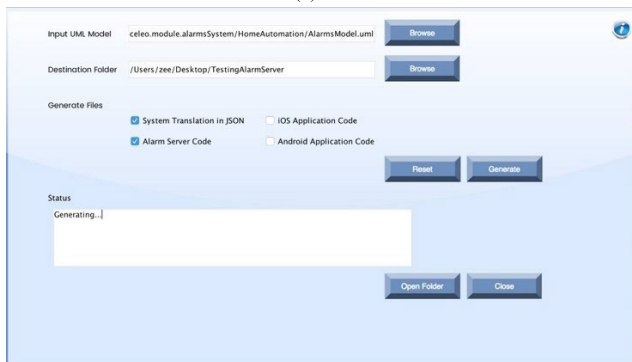 Input UML Model celeo.module.alarmsSystem/HomeAutomation/AlarmsModel.uml Browse
Destination Folder /Users/zee/Desktop/TestingAlarmServer Browse
Generate Files
System Translation in JSON iOS Application Code
Alarm Server Code Android Application Code
Reset Generate
Status
Generating...
Open Folder Close